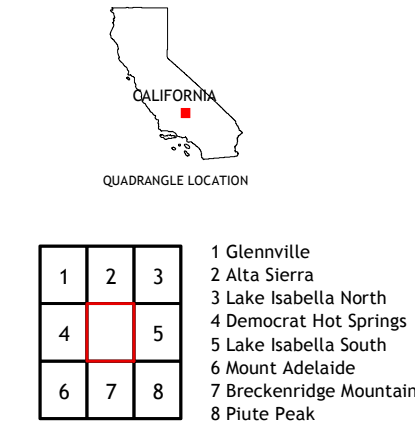 CALIFORNIA
QUADRANGLE LOCATION
1 2 3
4 5
6 7 8
1 Glennville
2 Alta Sierra
3 Lake Isabella North
4 Democrat Hot Springs
5 Lake Isabella South
6 Mount Adelaide
7 Breckenridge Mountain
8 Piute Peak